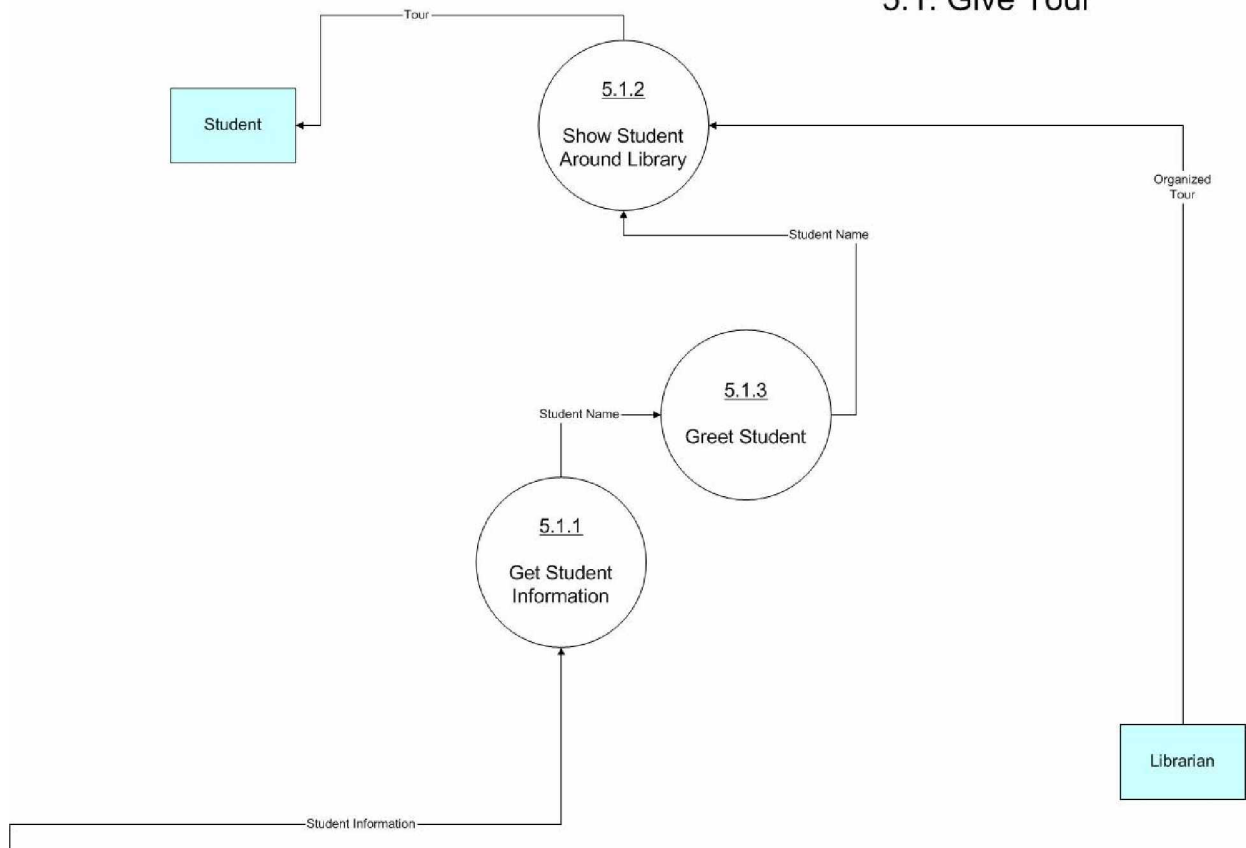 5.1. Give Tour
Tour
5.1.2
Show Student
Around Library
Student
Organized
Tour
Student Name
5.1.3
Greet Student
Student Name
5.1.1
Get Student
Information
Librarian
Student Information